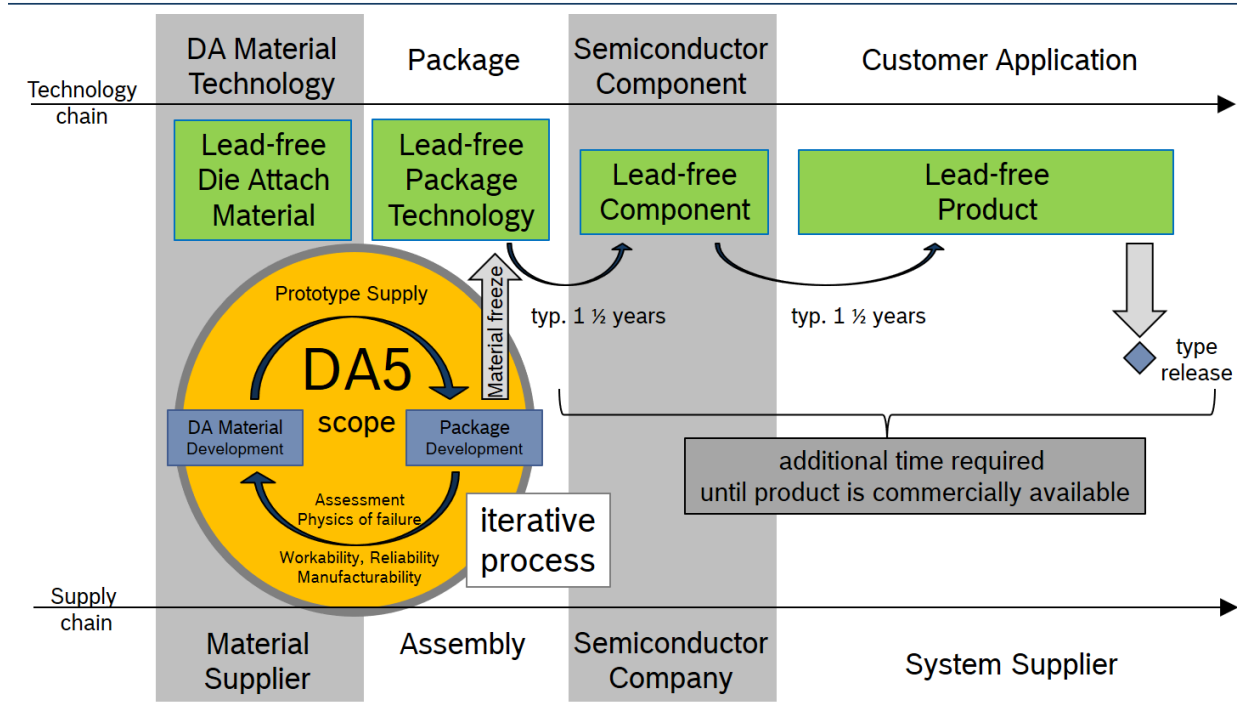 DA Material
Technology
Package
Semiconductor
Component
Customer Application
Technology
chain
Lead-free
Die Attach
Material
Lead-free
Package
Technology
Lead-free
Component
Lead-free
Product
Prototype Supply
Material freeze
typ. 1 ½ years
typ. 1 ½ years
type
release
DA5
scope
DA Material
Development
Package
Development
additional time required
until product is commercially available
Assessment
Physics of failure
Workability, Reliability
Manufacturability
iterative
process
Supply
chain
Material
Supplier
Assembly
Semiconductor
Company
System Supplier